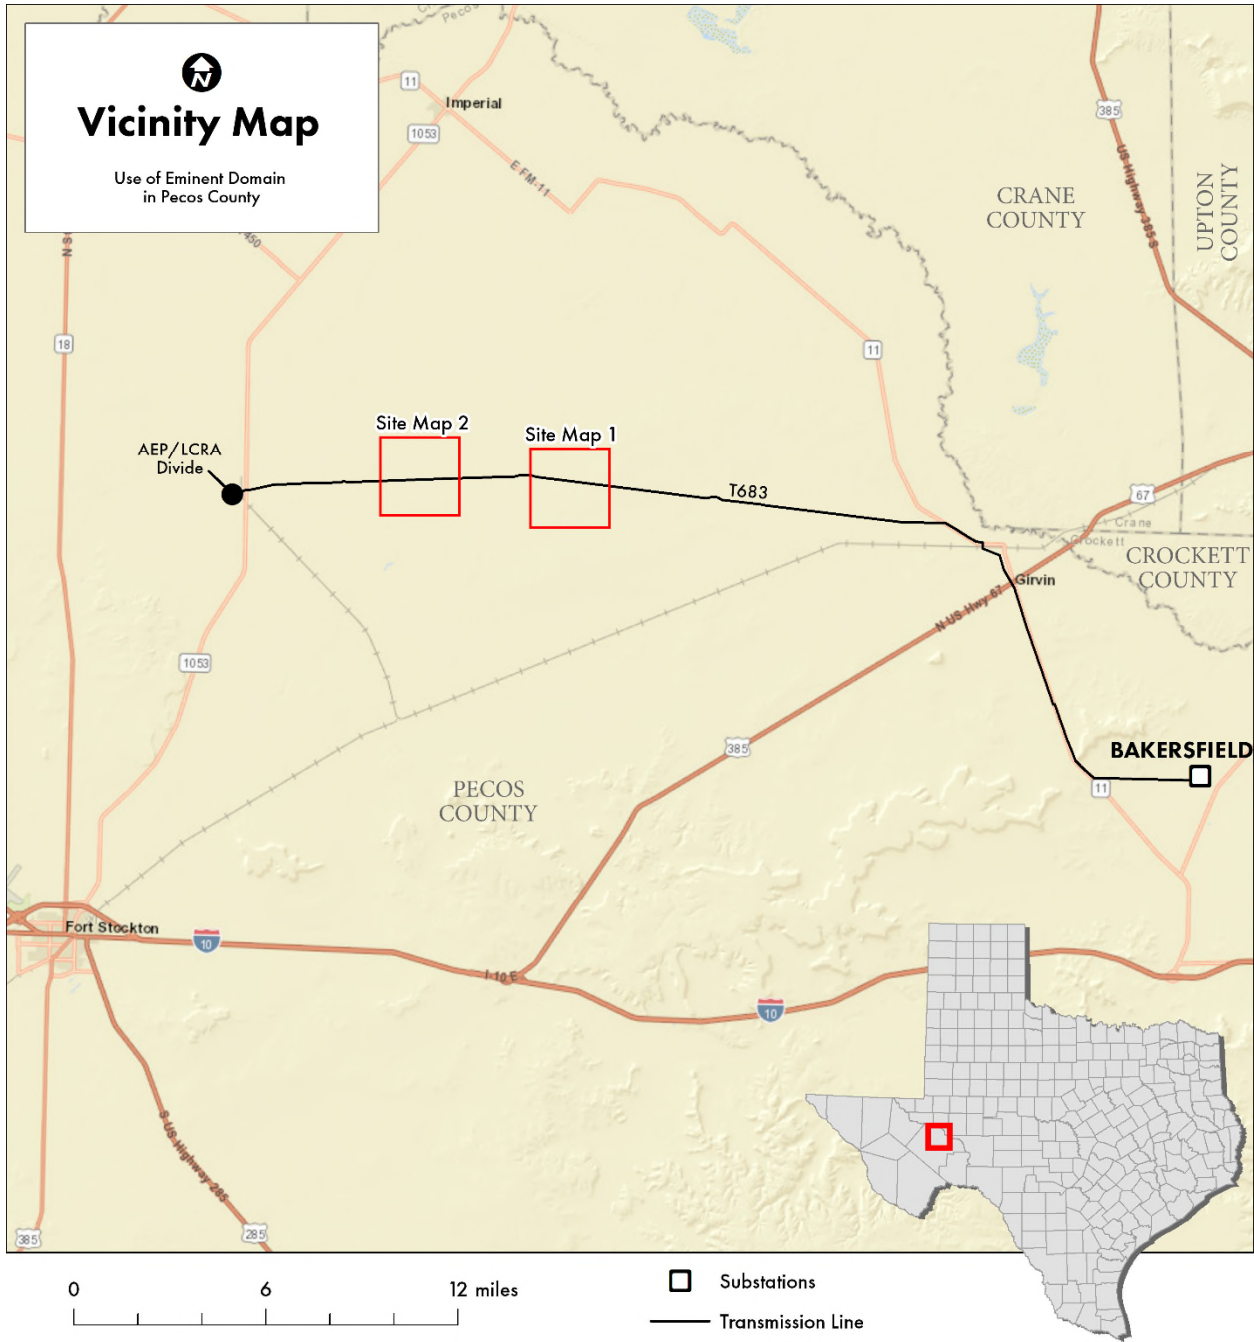 N
Vicinity Map
Use of Eminent Domain
in Pecos County
Pecos
11
Imperial
1053
E FM-11
385
US Highway 385 S
UPTON
COUNTY
CRANE
COUNTY
450
18
11
Site Map 2
Site Map 1
AEP/LCRA
Divide
T683
67
Crane
Crockett
CROCKETT
COUNTY
Girvin
N US Hwy 67
1053
385
BAKERSFIELD
11
PECOS
COUNTY
Fort Stockton
10
I 10 E
10
S US Highway 285
385
285
0 6 12 miles
Substations
Transmission Line